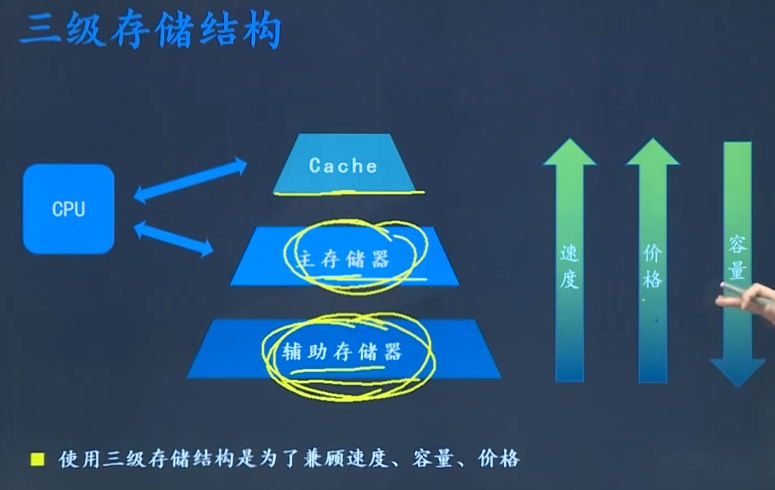 三级存储结构
Cache
CPU
主存储器
辅助存储器
速度
价格
容量
使用三级存储结构是为了兼顾速度、容量、价格